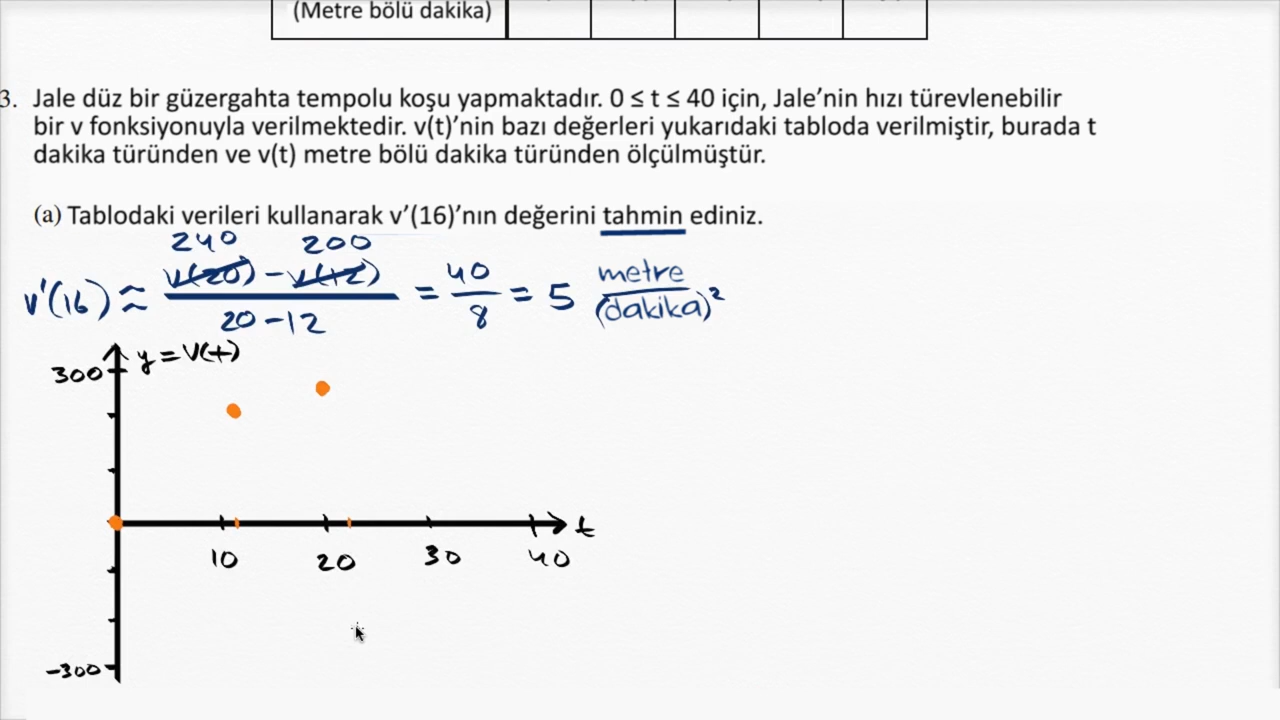 (Metre bölü dakika)
3. Jale düz bir güzergahta tempolu koşu yapmaktadır. 0 ≤ t ≤ 40 için, Jale’nin hızı türevlenebilir
bir v fonksiyonuyla verilmektedir. v(t)’nin bazı değerleri yukarıdaki tabloda verilmiştir, burada t
dakika türünden ve v(t) metre bölü dakika türünden ölçülmüştür.
(a) Tablodaki verileri kullanarak v’(16)’nın değerini tahmin ediniz.
240 200
v'(16) ≈ v(20) - v(12) / 20-12 = 40/8 = 5 metre/(dakika)²
y = v(t)
300
t
10 20 30 40
-300